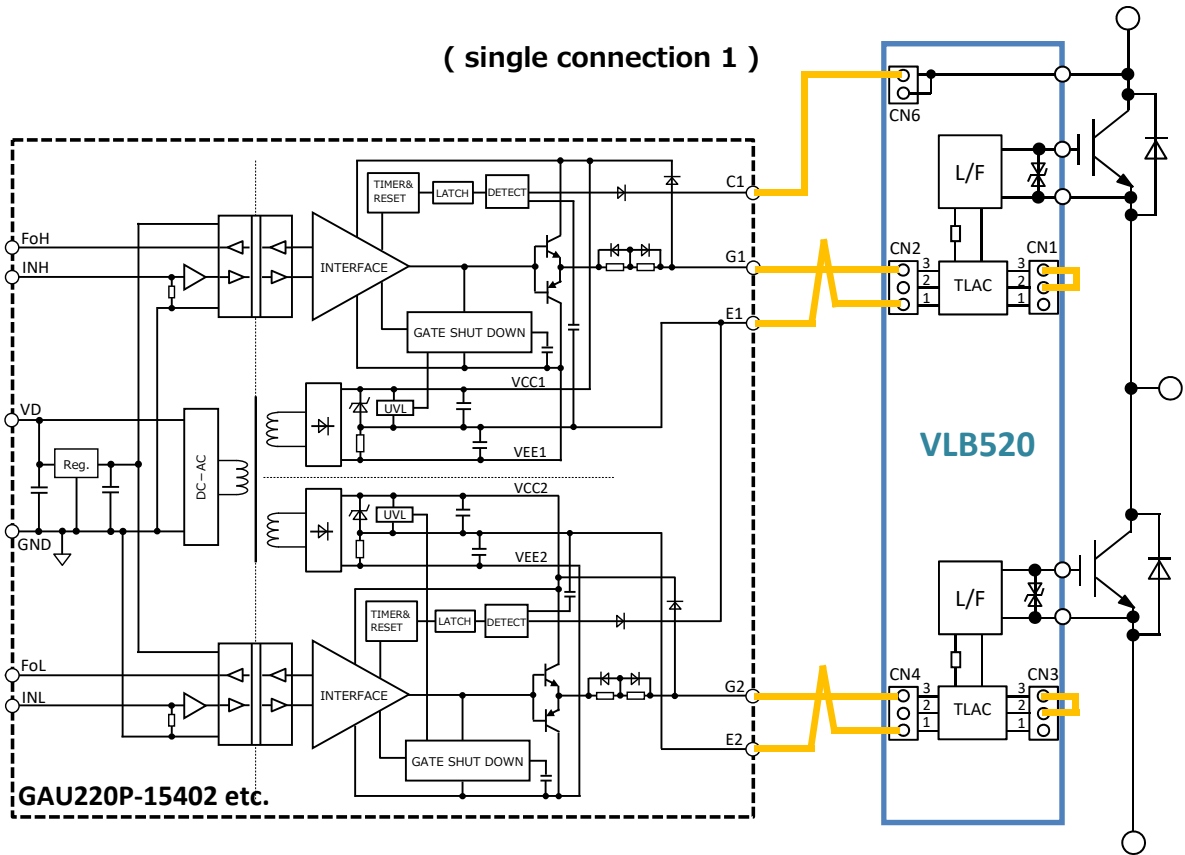 ( single connection 1 )
CN6
C1
TIMER&
RESET
LATCH
DETECT
L/F
FoH
INH
INTERFACE
G1
CN2
CN1
3
2
1
TLAC
3
2
1
E1
GATE SHUT DOWN
VCC1
UVL
VEE1
VD
Reg.
DC-AC
GND
VLB520
VCC2
UVL
VEE2
L/F
TIMER&
RESET
LATCH
DETECT
FoL
INL
INTERFACE
G2
CN4
CN3
3
2
1
TLAC
3
2
1
E2
GATE SHUT DOWN
GAU220P-15402 etc.